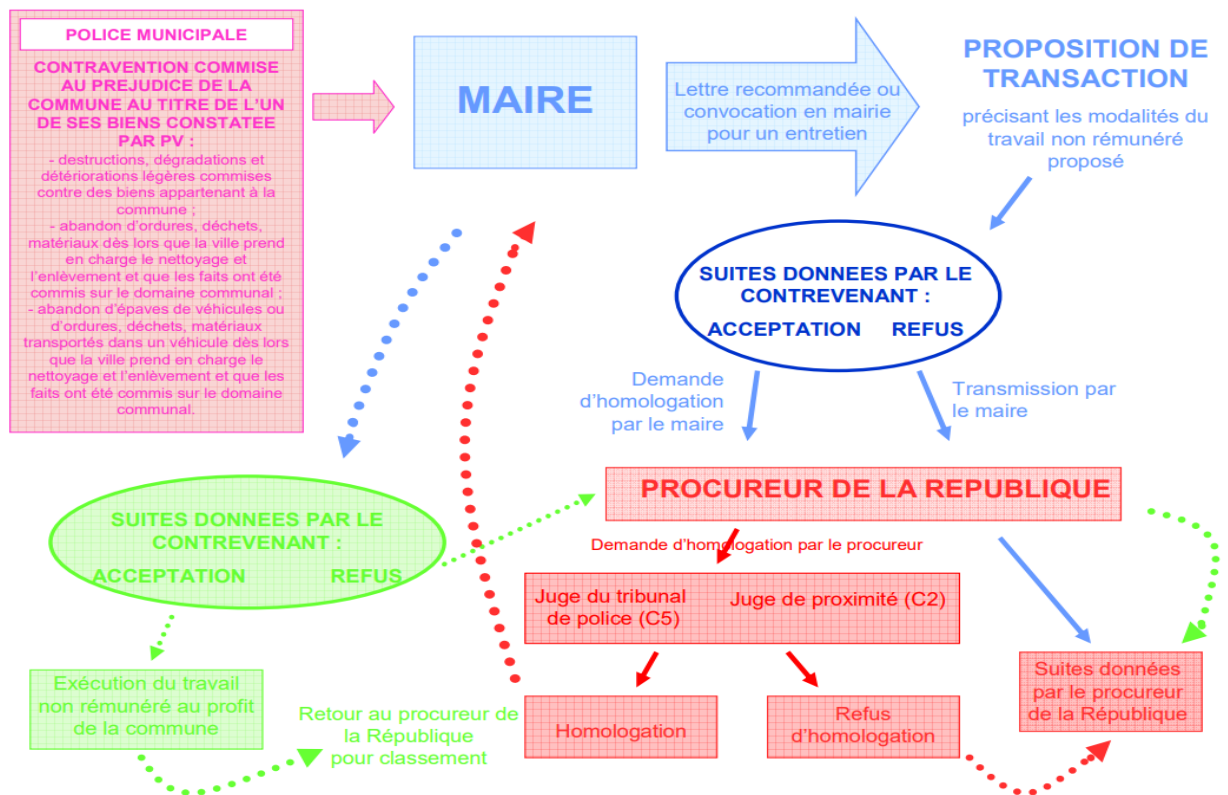 POLICE MUNICIPALE
CONTRAVENTION COMMISE
AU PREJUDICE DE LA
COMMUNE AU TITRE DE L'UN
DE SES BIENS CONSTATEE
PAR PV :
- destructions, dégradations et
détériorations légères commises
contre des biens appartenant à la
commune ;
- abandon d'ordures, déchets,
matériaux dès lors que la ville prend
en charge le nettoyage et
l'enlèvement et que les faits ont été
commis sur le domaine communal ;
- abandon d'épaves de véhicules ou
d'ordures, déchets, matériaux
transportés dans un véhicule dès lors
que la ville prend en charge le
nettoyage et l'enlèvement et que les
faits ont été commis sur le domaine
communal.
MAIRE
Lettre recommandée ou
convocation en mairie
pour un entretien
PROPOSITION DE
TRANSACTION
précisant les modalités du
travail non rémunéré
proposé
SUITES DONNEES PAR LE
CONTREVENANT :
ACCEPTATION REFUS
Demande
d'homologation
par le maire
Transmission par
le maire
PROCUREUR DE LA REPUBLIQUE
Demande d'homologation par le procureur
Juge du tribunal
de police (C5)
Juge de proximité (C2)
Homologation
Refus
d'homologation
Suites données
par le procureur
de la République
SUITES DONNEES PAR LE
CONTREVENANT :
ACCEPTATION REFUS
Exécution du travail
non rémunéré au profit
de la commune
Retour au procureur de
la République
pour classement